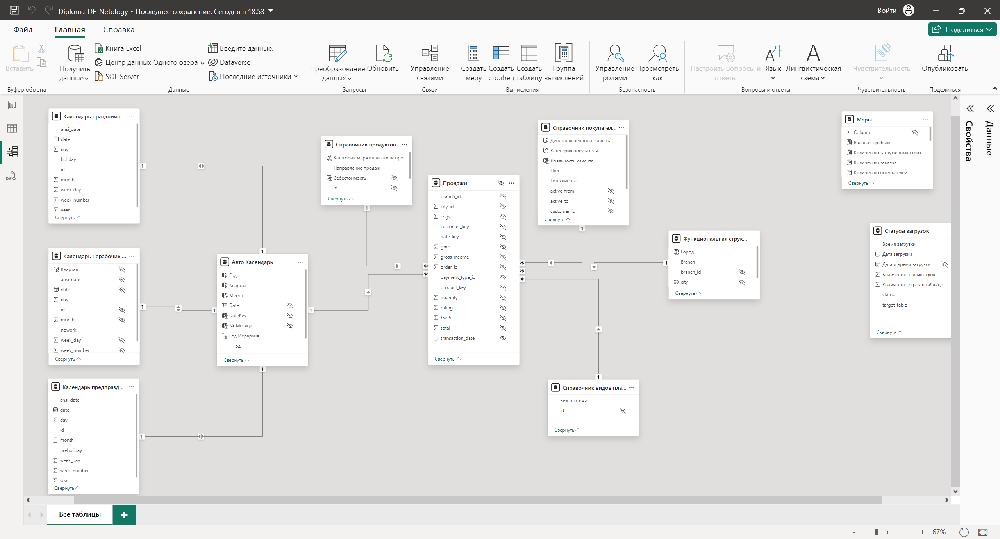 Diploma_DE_Netology • Последнее сохранение: Сегодня в 18:53
Войти
Файл
Главная
Справка
Поделиться
Вставить
Буфер обмена
Получить
данные
Книга Excel
Центр данных Одного озера
SQL Server
Введите данные.
Dataverse
Последние источники
Данные
Преобразование
данных
Обновить
Запросы
Управление
связями
Связи
Создать
меру
Создать
столбец
Создать
таблицу
Группа
вычислений
Вычисления
Управление
ролями
Просмотреть
как
Безопасность
Настроить Вопросы и
ответы
Язык
Лингвистическая
схема
Вопросы и ответы
Чувствительность
Чувствительность
Опубликовать
Поделиться
DAX
Календарь праздничн...
ansi_date
date
day
holiday
id
month
week_day
week_number
year
Свернуть
1
1
Календарь нерабочих ...
Квартал
ansi_date
date
day
id
month
nowork
week_day
week_number
Свернуть
1
1
Календарь предпразд...
ansi_date
date
day
id
month
preholiday
week_day
week_number
year
Свернуть
1
1
Авто Календарь
Год
Квартал
Месяц
Date
DateKey
№ Месяца
Год Иерархия
Год
Свернуть
1
*
Справочник продуктов
Категории маржинальности про...
Направление продаж
Себестоимость
id
Свернуть
1
*
Продажи
branch_id
city_id
cogs
customer_key
date_key
gmp
gross_income
order_id
payment_type_id
product_key
quantity
rating
tax_5
total
transaction_date
Свернуть
*
*
*
Справочник покупател...
Денежная ценность клиента
Категория покупателя
Лояльность клиента
Пол
Тип клиента
active_from
active_to
customer_id
Свернуть
1
Функциональная струк...
Город
Branch
branch_id
city
Свернуть
1
Справочник видов пла...
Вид платежа
id
Свернуть
1
Меры
Column
Валовая прибыль
Количество загруженных строк
Количество заказов
Количество покупателей
Свернуть
Статусы загрузок
Время загрузки
Дата загрузки
Дата и время загрузки
Количество новых строк
Количество строк в таблице
status
target_table
Свернуть
Свойства
Данные
Все таблицы
+
- + 67%